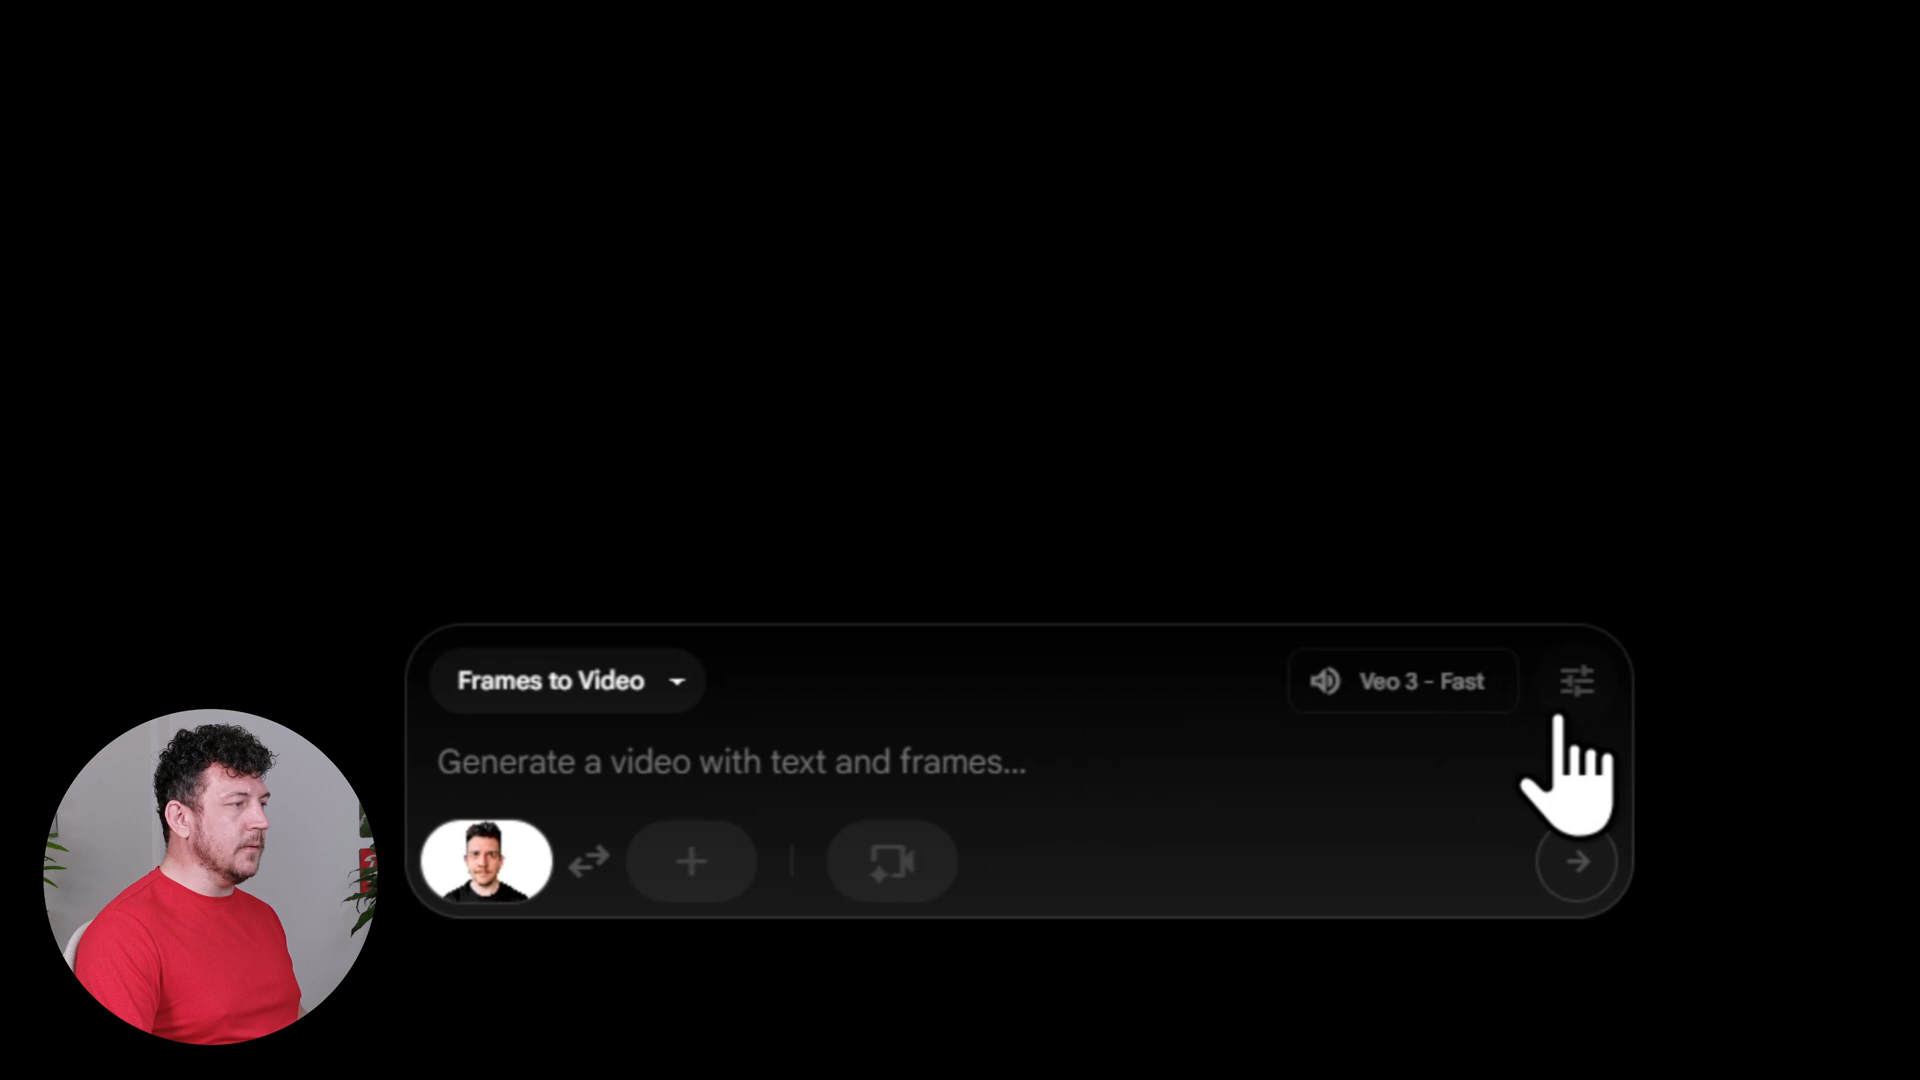 Frames to Video
Veo 3 - Fast
Generate a video with text and frames...